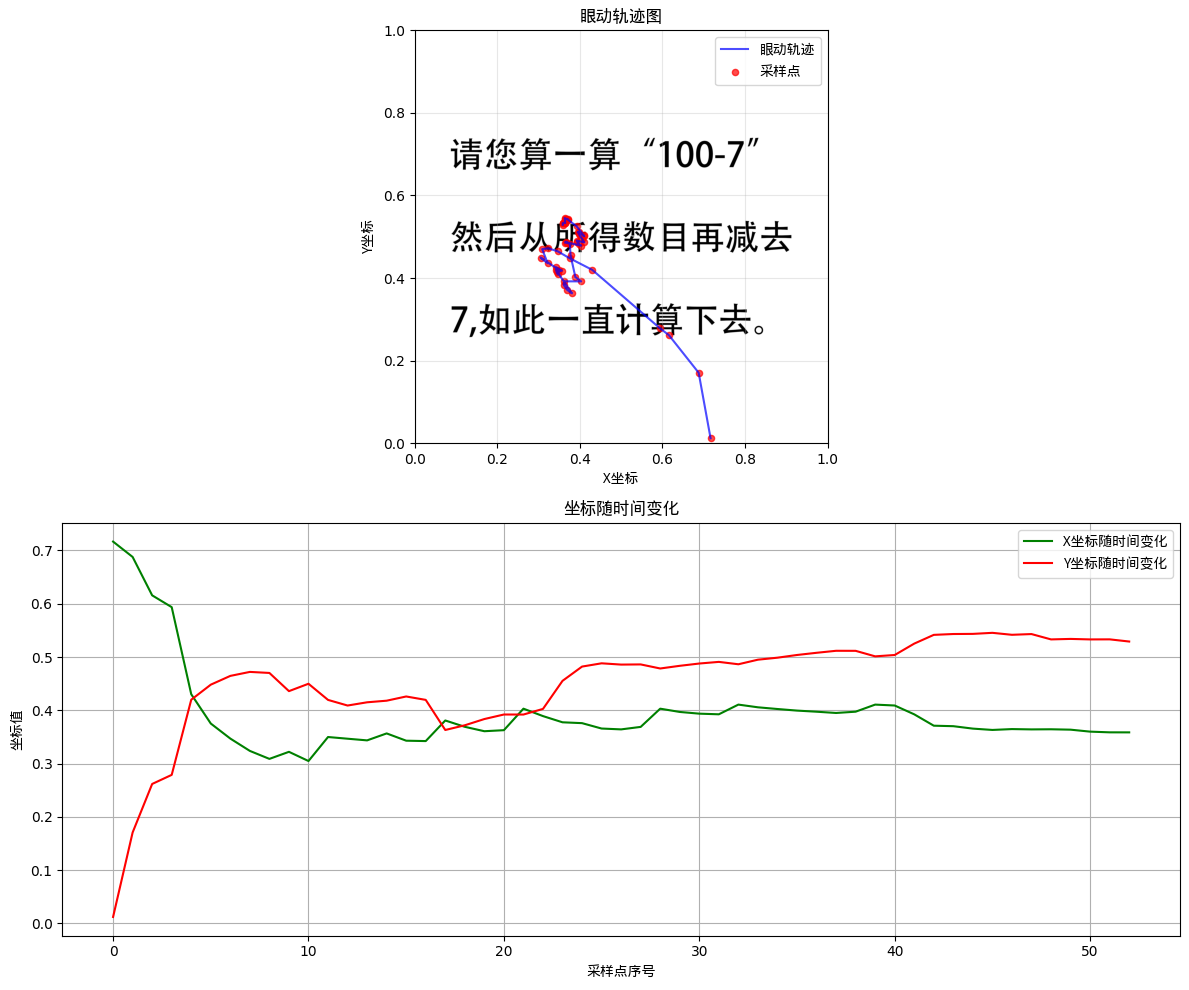 眼动轨迹图
1.0
0.8
0.6
0.4
0.2
0.0
Y坐标
眼动轨迹
采样点
请您算一算“100-7”
然后从所得数目再减去
7,如此一直计算下去。
0.0 0.2 0.4 0.6 0.8 1.0
X坐标
坐标随时间变化
0.7
0.6
0.5
0.4
0.3
0.2
0.1
0.0
坐标值
X坐标随时间变化
Y坐标随时间变化
0 10 20 30 40 50
采样点序号